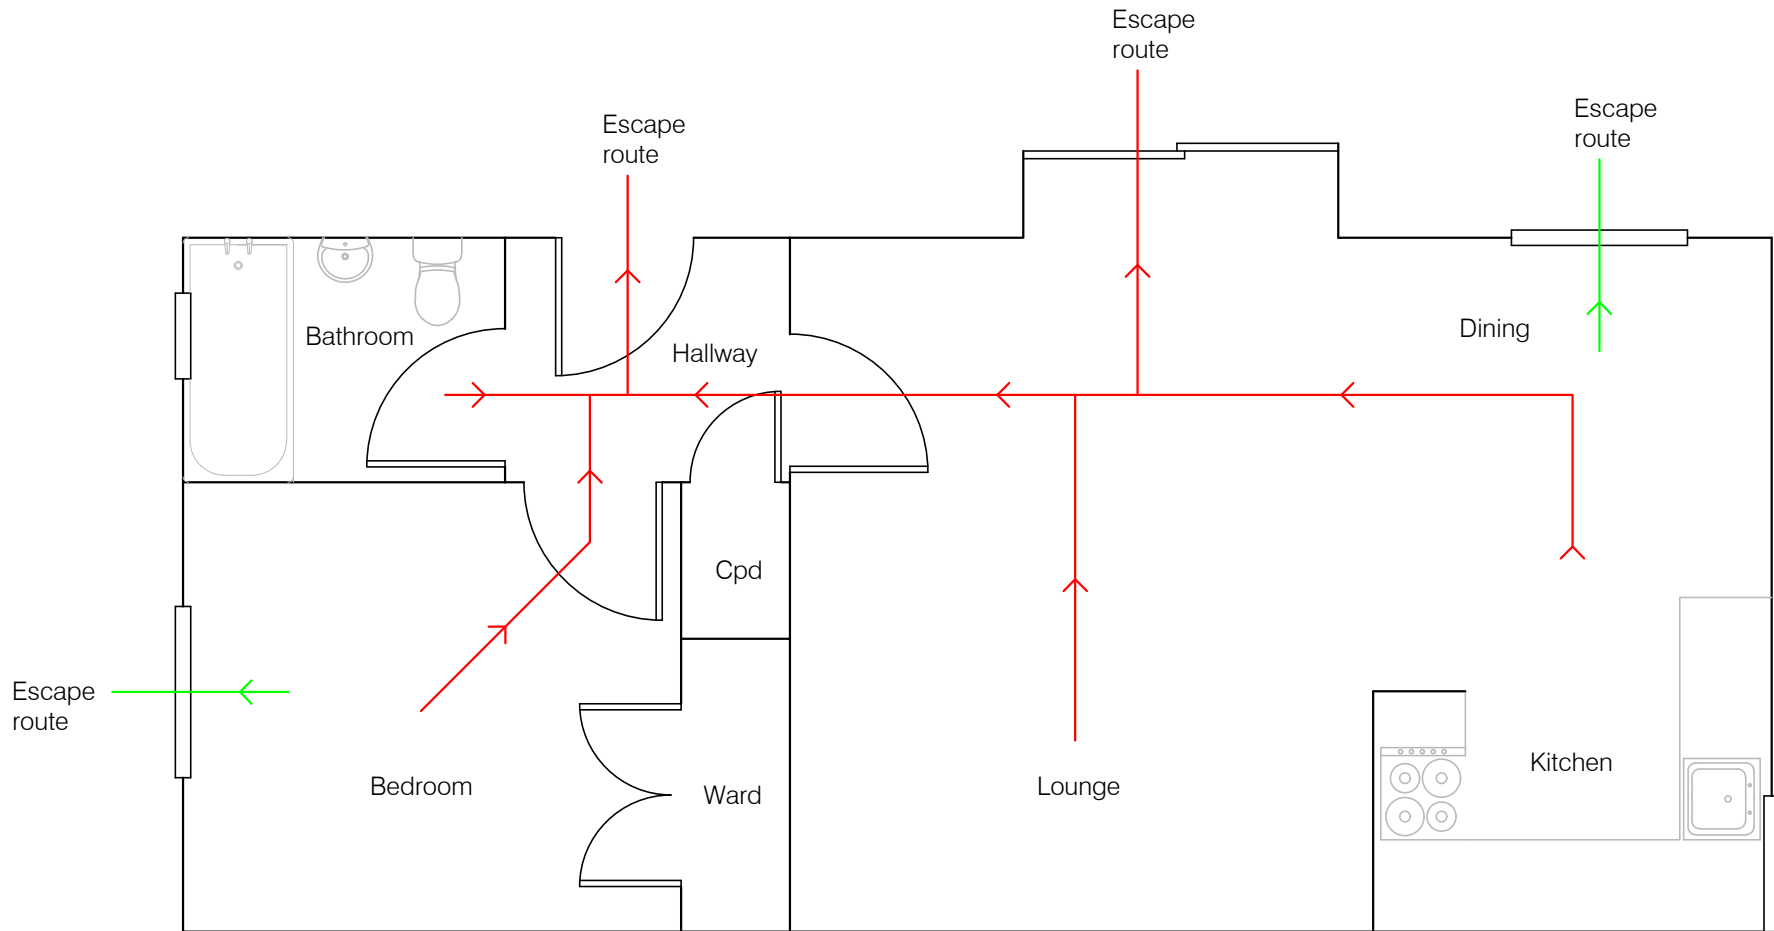 Escape
route
Escape
route
Escape
route
Bathroom
Hallway
Dining
Cpd
Escape
route
Bedroom
Ward
Lounge
Kitchen